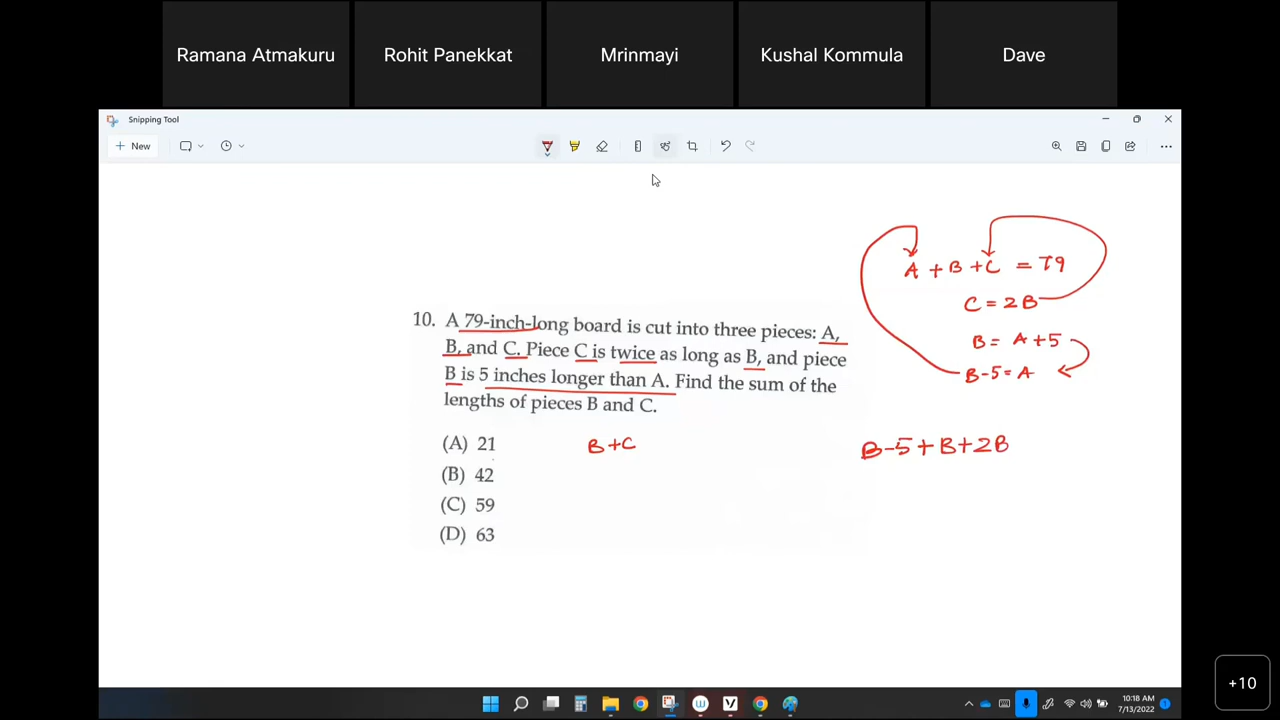 Ramana Atmakuru
Rohit Panekkat
Mrinmayi
Kushal Kommula
Dave
Snipping Tool
New
A + B + C = 79
C = 2B
B = A + 5
B - 5 = A
10. A 79-inch-long board is cut into three pieces: A,
B, and C. Piece C is twice as long as B, and piece
B is 5 inches longer than A. Find the sum of the
lengths of pieces B and C.
(A) 21
(B) 42
(C) 59
(D) 63
B + C
B - 5 + B + 2B
+10
10:18 AM
7/13/2022